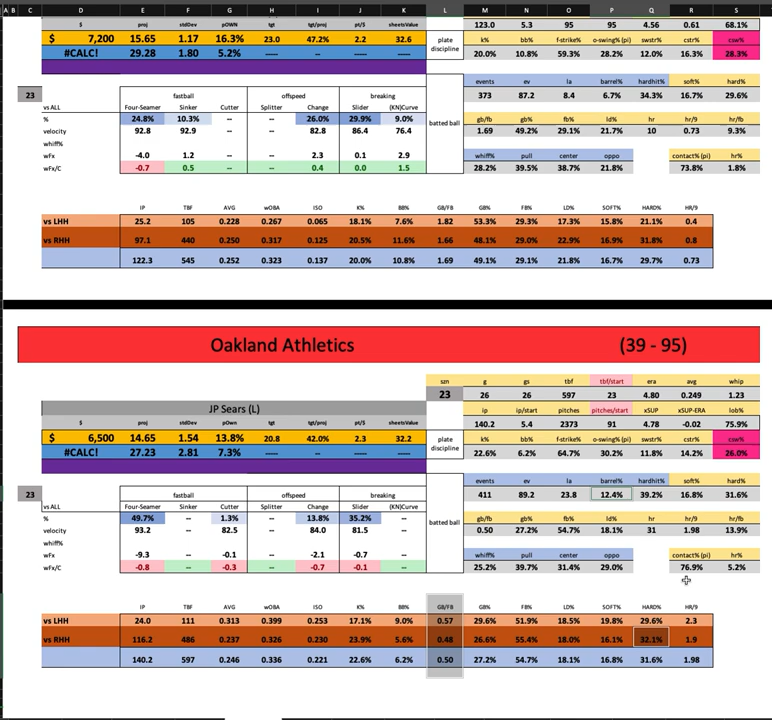 A B C D E F G H I J K L M N O P Q R S
$ proj stdDev pOWN tgt tgt/proj pt/$ sheetsValue 123.0 5.3 95 95 4.56 0.61 68.1%
$ 7,200 15.65 1.17 16.3% 23.0 47.2% 2.2 32.6 plate discipline k% bb% f-strike% o-swing% (pi) swstr% cstr% csw%
#CALC! 29.28 1.80 5.2% ----- ----- -- ----- 20.0% 10.8% 59.3% 28.2% 12.0% 16.3% 28.3%
23 fastball offspeed breaking batted ball events ev la barrel% hardhit% soft% hard%
373 87.2 8.4 6.7% 34.3% 16.7% 29.6%
vs ALL Four-Seamer Sinker Cutter Splitter Change Slider (KN)Curve
% 24.8% 10.3% -- -- 26.0% 29.9% 9.0% gb/fb gb% fb% ld% hr hr/9 hr/fb
velocity 92.8 92.9 -- -- 82.8 86.4 76.4 1.69 49.2% 29.1% 21.7% 10 0.73 9.3%
whiff%
wFx -4.0 1.2 -- -- 2.3 0.1 2.9 whiff% pull center oppo contact% (pi) hr%
wFx/C -0.7 0.5 -- 0.4 0.0 1.5 28.2% 39.5% 38.7% 21.8% 73.8% 1.8%
IP TBF AVG wOBA ISO K% BB% GB/FB GB% FB% LD% SOFT% HARD% HR/9
vs LHH 25.2 105 0.228 0.267 0.065 18.1% 7.6% 1.82 53.3% 29.3% 17.3% 15.8% 21.1% 0.4
vs RHH 97.1 440 0.250 0.317 0.125 20.5% 11.6% 1.66 48.1% 29.0% 22.9% 16.9% 31.8% 0.8
122.3 545 0.252 0.323 0.137 20.0% 10.8% 1.69 49.1% 29.1% 21.8% 16.7% 29.7% 0.73
Oakland Athletics (39 - 95)
szn g gs tbf tbf/start era avg whip
23 26 26 597 23 4.80 0.249 1.23
JP Sears (L) ip ip/start pitches pitches/start xSUP xSUP-ERA lob%
$ proj stdDev pOwn tgt tgt/proj pt/$ sheetsValue 140.2 5.4 2373 91 4.78 -0.02 75.9%
$ 6,500 14.65 1.54 13.8% 20.8 42.0% 2.3 32.2 plate discipline k% bb% f-strike% o-swing% (pi) swstr% cstr% csw%
#CALC! 27.23 2.81 7.3% ----- ----- -- ----- 22.6% 6.2% 64.7% 30.2% 11.8% 14.2% 26.0%
23 fastball offspeed breaking batted ball events ev la barrel% hardhit% soft% hard%
411 89.2 23.8 12.4% 39.2% 16.8% 31.6%
vs ALL Four-Seamer Sinker Cutter Splitter Change Slider (KN)Curve
% 49.7% -- 1.3% -- 13.8% 35.2% -- gb/fb gb% fb% ld% hr hr/9 hr/fb
velocity 93.2 -- 82.5 -- 84.0 81.5 -- 0.50 27.2% 54.7% 18.1% 31 1.98 13.9%
whiff%
wFx -9.3 -- -0.1 -- -2.1 -0.7 -- whiff% pull center oppo contact% (pi) hr%
wFx/C -0.8 -- -0.3 -- -0.7 -0.1 -- 25.2% 39.7% 31.4% 29.0% 76.9% 5.2%
IP TBF AVG wOBA ISO K% BB% GB/FB GB% FB% LD% SOFT% HARD% HR/9
vs LHH 24.0 111 0.313 0.399 0.253 17.1% 9.0% 0.57 29.6% 51.9% 18.5% 19.8% 29.6% 2.3
vs RHH 116.2 486 0.237 0.326 0.230 23.9% 5.6% 0.48 26.6% 55.4% 18.0% 16.1% 32.1% 1.9
140.2 597 0.246 0.336 0.221 22.6% 6.2% 0.50 27.2% 54.7% 18.1% 16.8% 31.6% 1.98